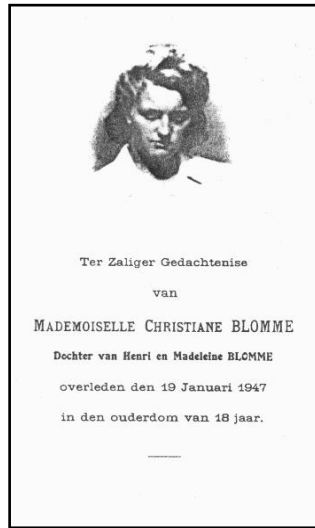 Ter Zaliger Gedachtenise
van
MADEMOISELLE CHRISTIANE BLOMME
Dochter van Henri en Madeleine BLOMME
overleden den 19 Januari 1947
in den ouderdom van 18 jaar.